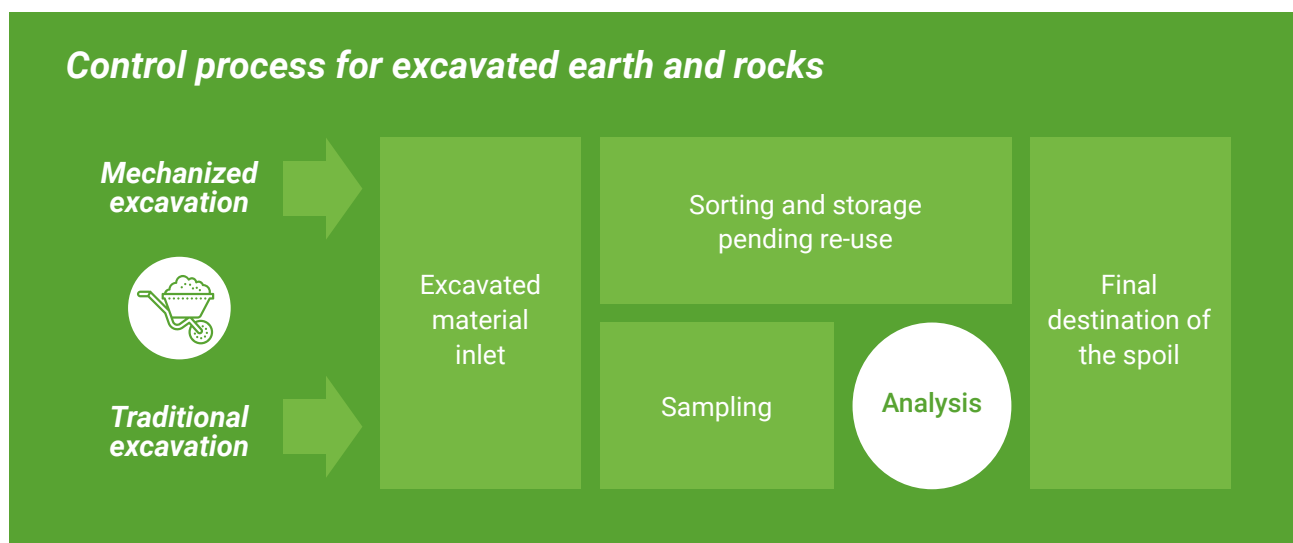 Control process for excavated earth and rocks
Mechanized
excavation
Traditional
excavation
Excavated
material
inlet
Sorting and storage
pending re-use
Sampling
Analysis
Final
destination of
the spoil